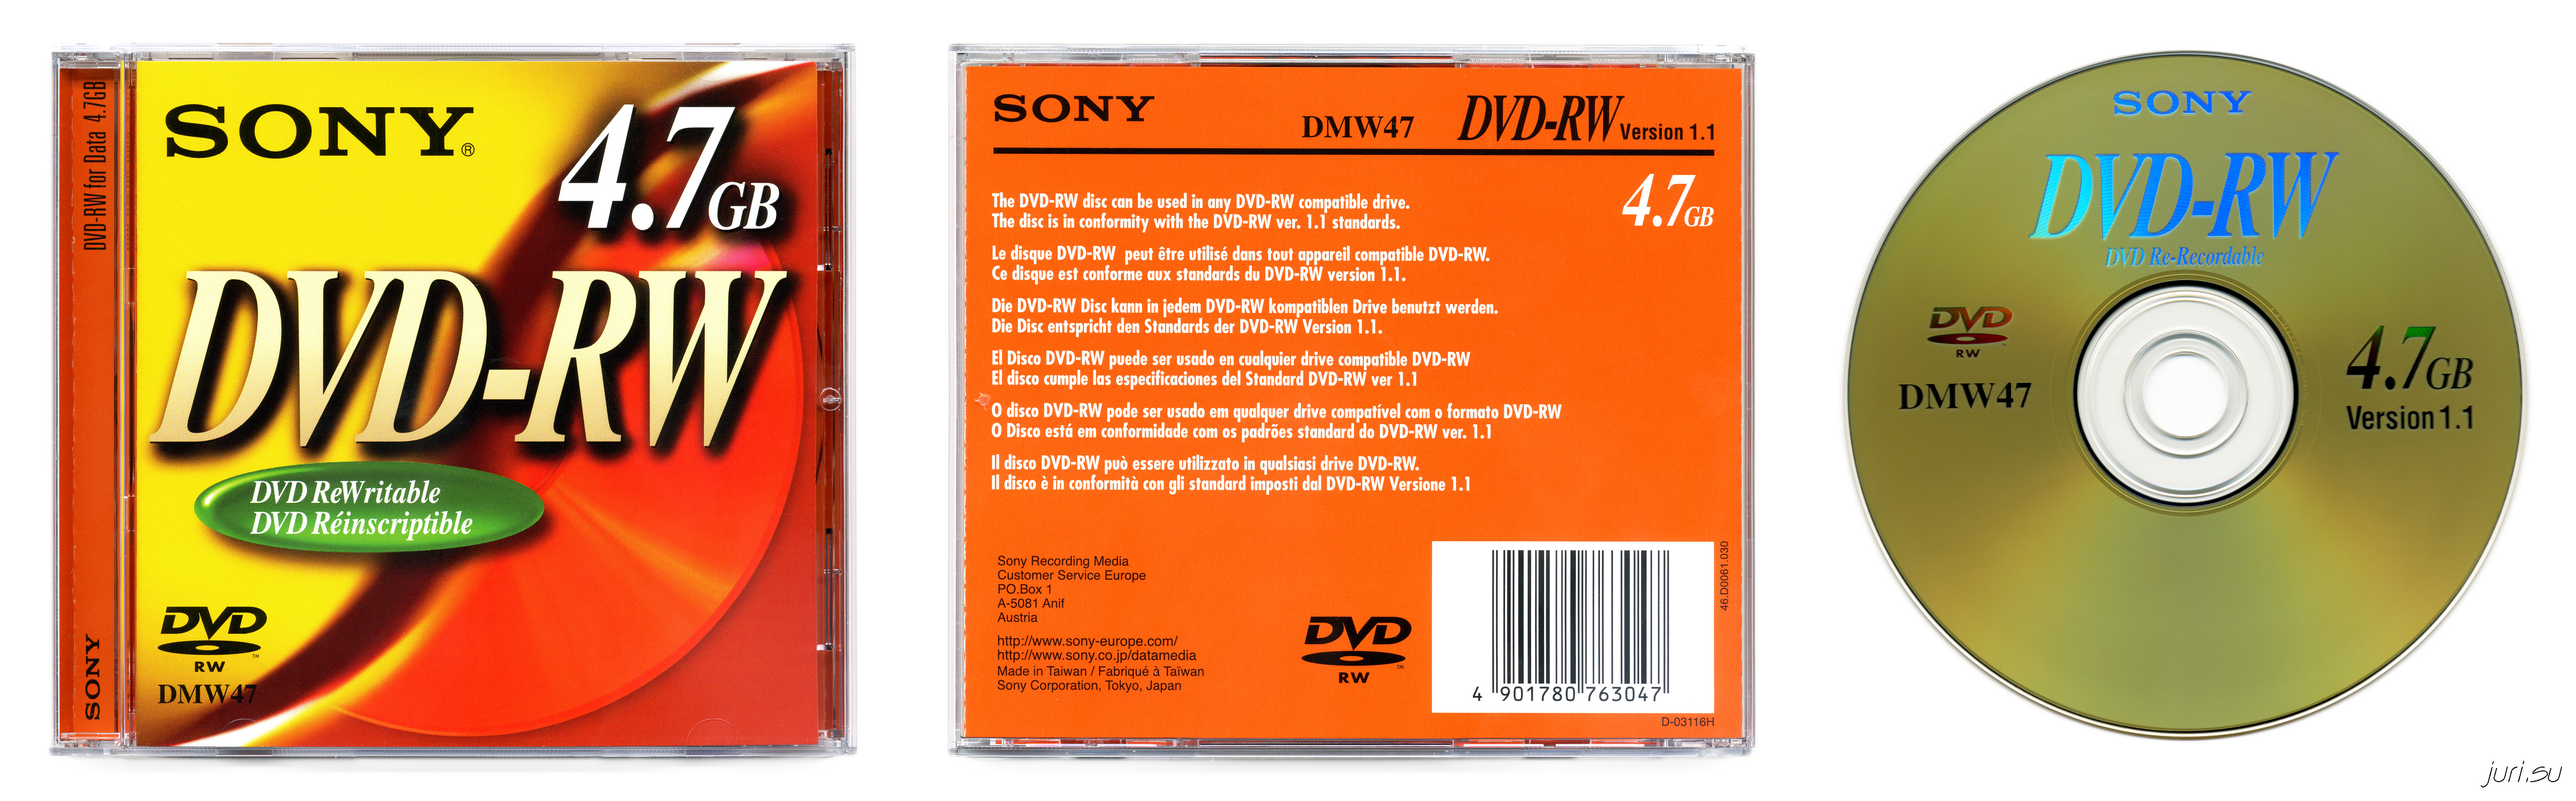 DVD-RW for Data 4.7GB
SONY
SONY®
4.7GB
DVD-RW
DVD ReWritable
DVD Réinscriptible
DVD™
RW
DMW47
SONY
DMW47
DVD-RW Version 1.1
4.7GB
The DVD-RW disc can be used in any DVD-RW compatible drive.
The disc is in conformity with the DVD-RW ver. 1.1 standards.
Le disque DVD-RW peut être utilisé dans tout appareil compatible DVD-RW.
Ce disque est conforme aux standards du DVD-RW version 1.1.
Die DVD-RW Disc kann in jedem DVD-RW kompatiblen Drive benutzt werden.
Die Disc entspricht den Standards der DVD-RW Version 1.1.
El Disco DVD-RW puede ser usado en cualquier drive compatible DVD-RW
El disco cumple las especificaciones del Standard DVD-RW ver 1.1
O disco DVD-RW pode ser usado em qualquer drive compatível com o formato DVD-RW
O Disco está em conformidade com os padrões standard do DVD-RW ver. 1.1
Il disco DVD-RW può essere utilizzato in qualsiasi drive DVD-RW.
Il disco è in conformità con gli standard imposti dal DVD-RW Versione 1.1
Sony Recording Media
Customer Service Europe
PO.Box 1
A-5081 Anif
Austria
http://www.sony-europe.com/
http://www.sony.co.jp/datamedia
Made in Taiwan / Fabriqué à Taïwan
Sony Corporation, Tokyo, Japan
DVD™
RW
4 901780 763047
46.D0061.030
D-03116H
SONY
DVD-RW
DVD Re-Recordable
DVD
RW
DMW47
4.7GB
Version 1.1
juri.su